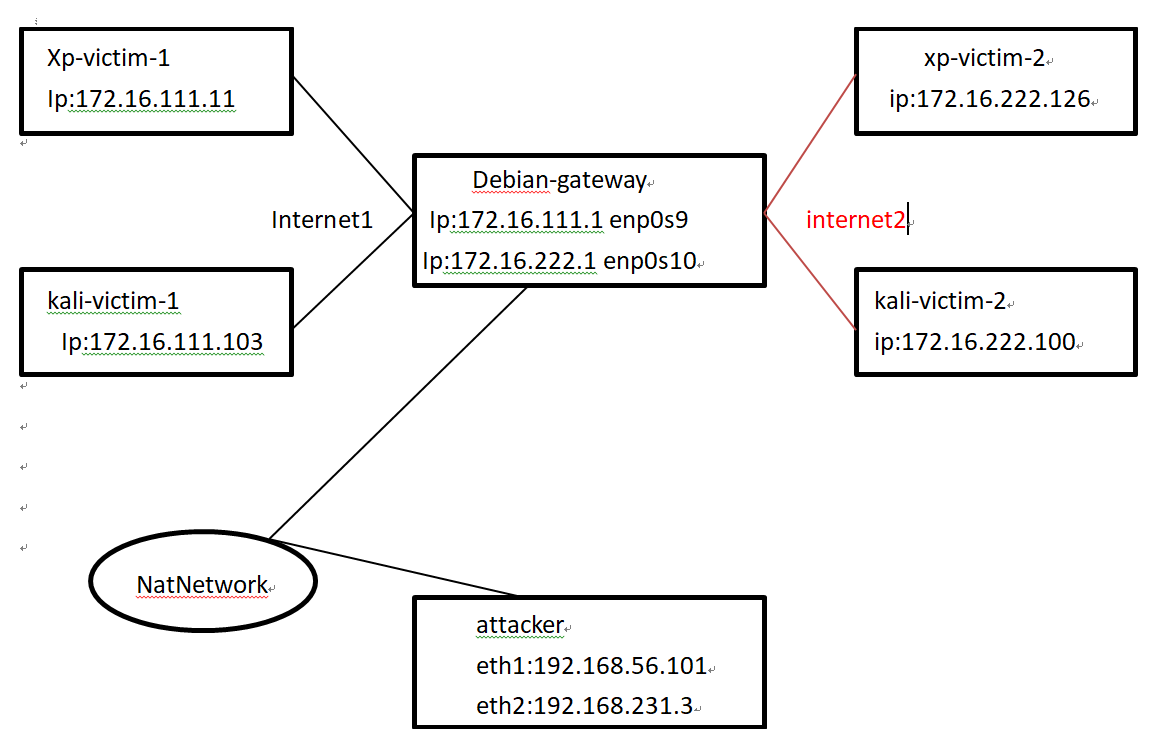 Xp-victim-1
Ip:172.16.111.11
xp-victim-2
ip:172.16.222.126
Debian-gateway
Ip:172.16.111.1 enp0s9
Ip:172.16.222.1 enp0s10
Internet1
internet2
kali-victim-1
Ip:172.16.111.103
kali-victim-2
ip:172.16.222.100
NatNetwork
attacker
eth1:192.168.56.101
eth2:192.168.231.3